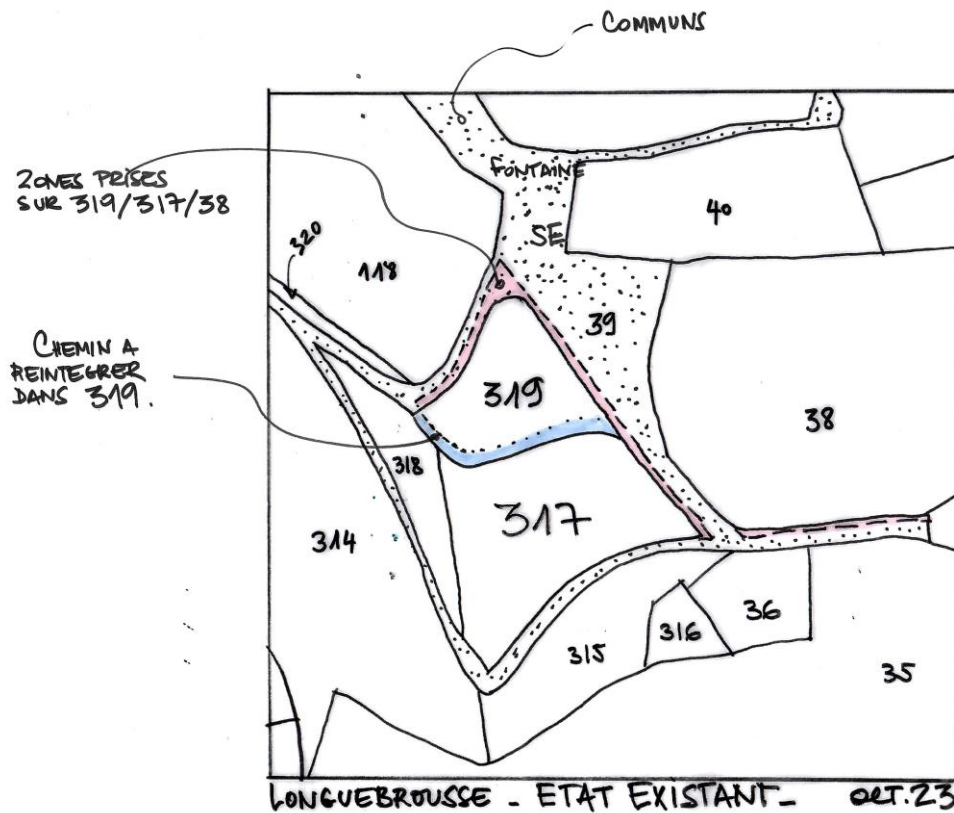 COMMUNS
ZONES PRISES
SUR 319/317/38
FONTAINE
40
SE
320
118
39
CHEMIN A
REINTEGRER
DANS 319.
319
38
318
317
314
36
316
315
35
LONGUEBROUSSE - ETAT EXISTANT - OCT.23